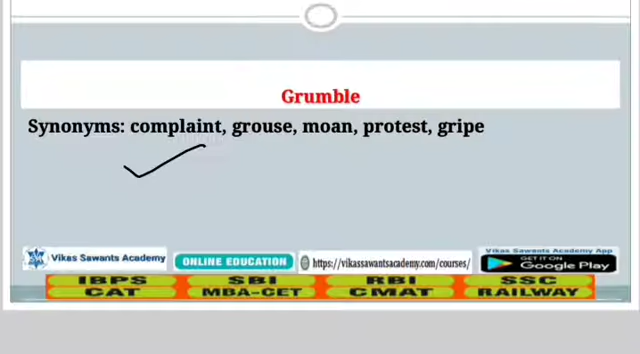 Grumble
Synonyms: complaint, grouse, moan, protest, gripe
Vikas Sawants Academy
ONLINE EDUCATION
https://vikassawantsacademy.com/courses/
Vikas Sawants Academy App
GET IT ON
Google Play
IBPS SBI RBI SSC
CAT MBA-CET CMAT RAILWAY